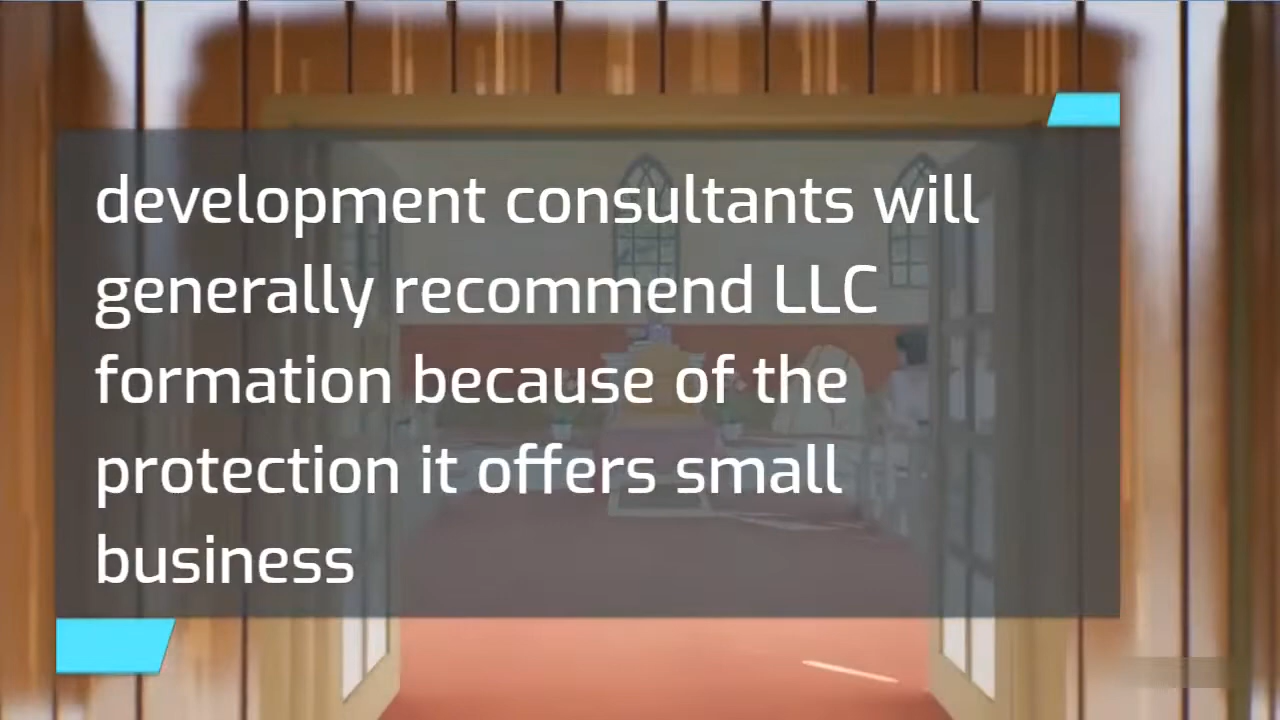 development consultants will
generally recommend LLC
formation because of the
protection it offers small
business